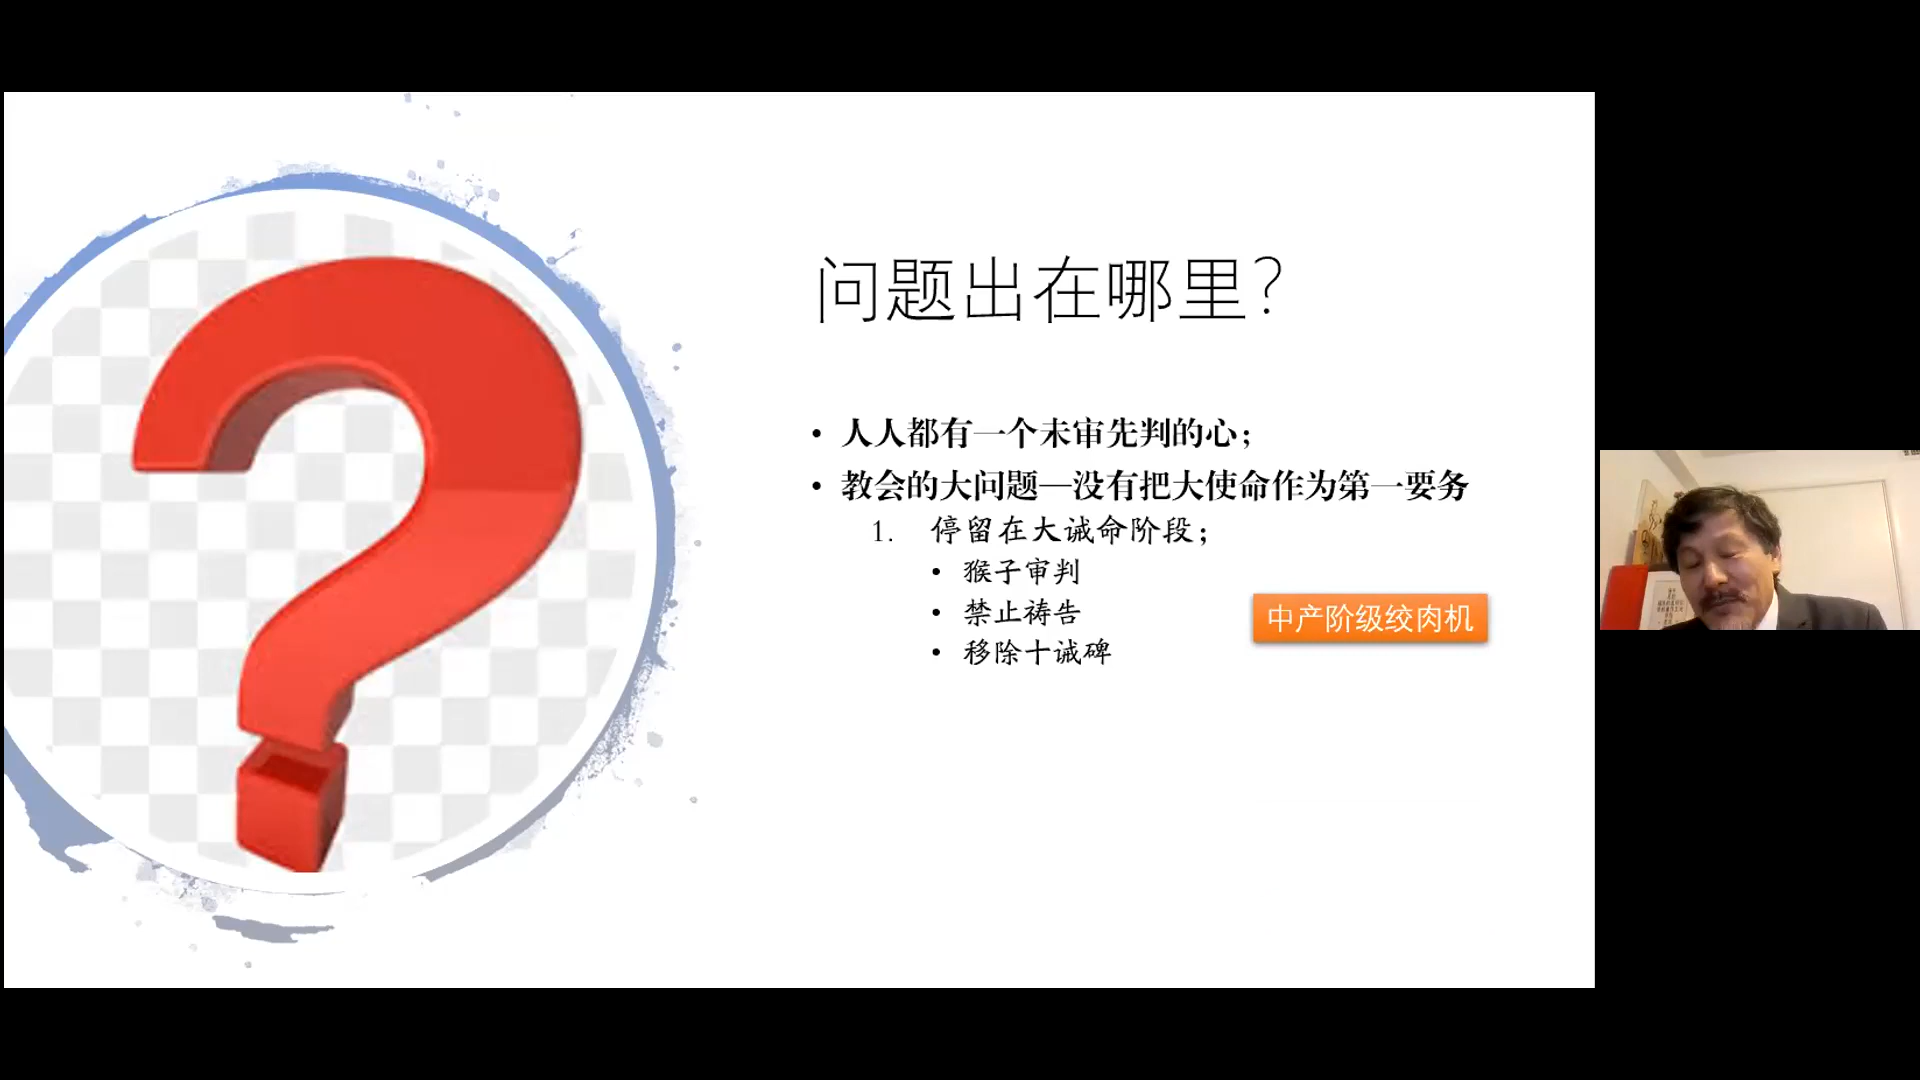 问题出在哪里？
• 人人都有一个未审先判的心；
• 教会的大问题—没有把大使命作为第一要务
1. 停留在大诫命阶段；
• 猴子审判
• 禁止祷告
• 移除十诫碑
中产阶级绞肉机